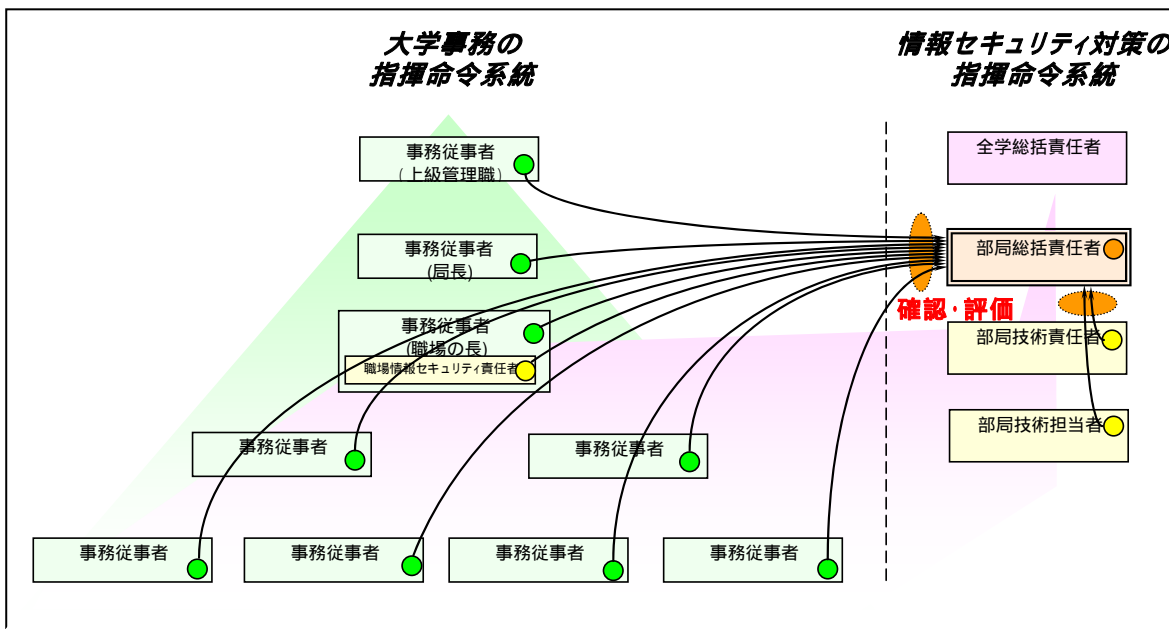 大学事務の
指揮命令系統
情報セキュリティ対策の
指揮命令系統
事務従事者
(上級管理職)
全学総括責任者
事務従事者
(局長)
部局総括責任者
確認・評価
事務従事者
(職場の長)
職場情報セキュリティ責任者
部局技術責任者
事務従事者
事務従事者
部局技術担当者
事務従事者
事務従事者
事務従事者
事務従事者